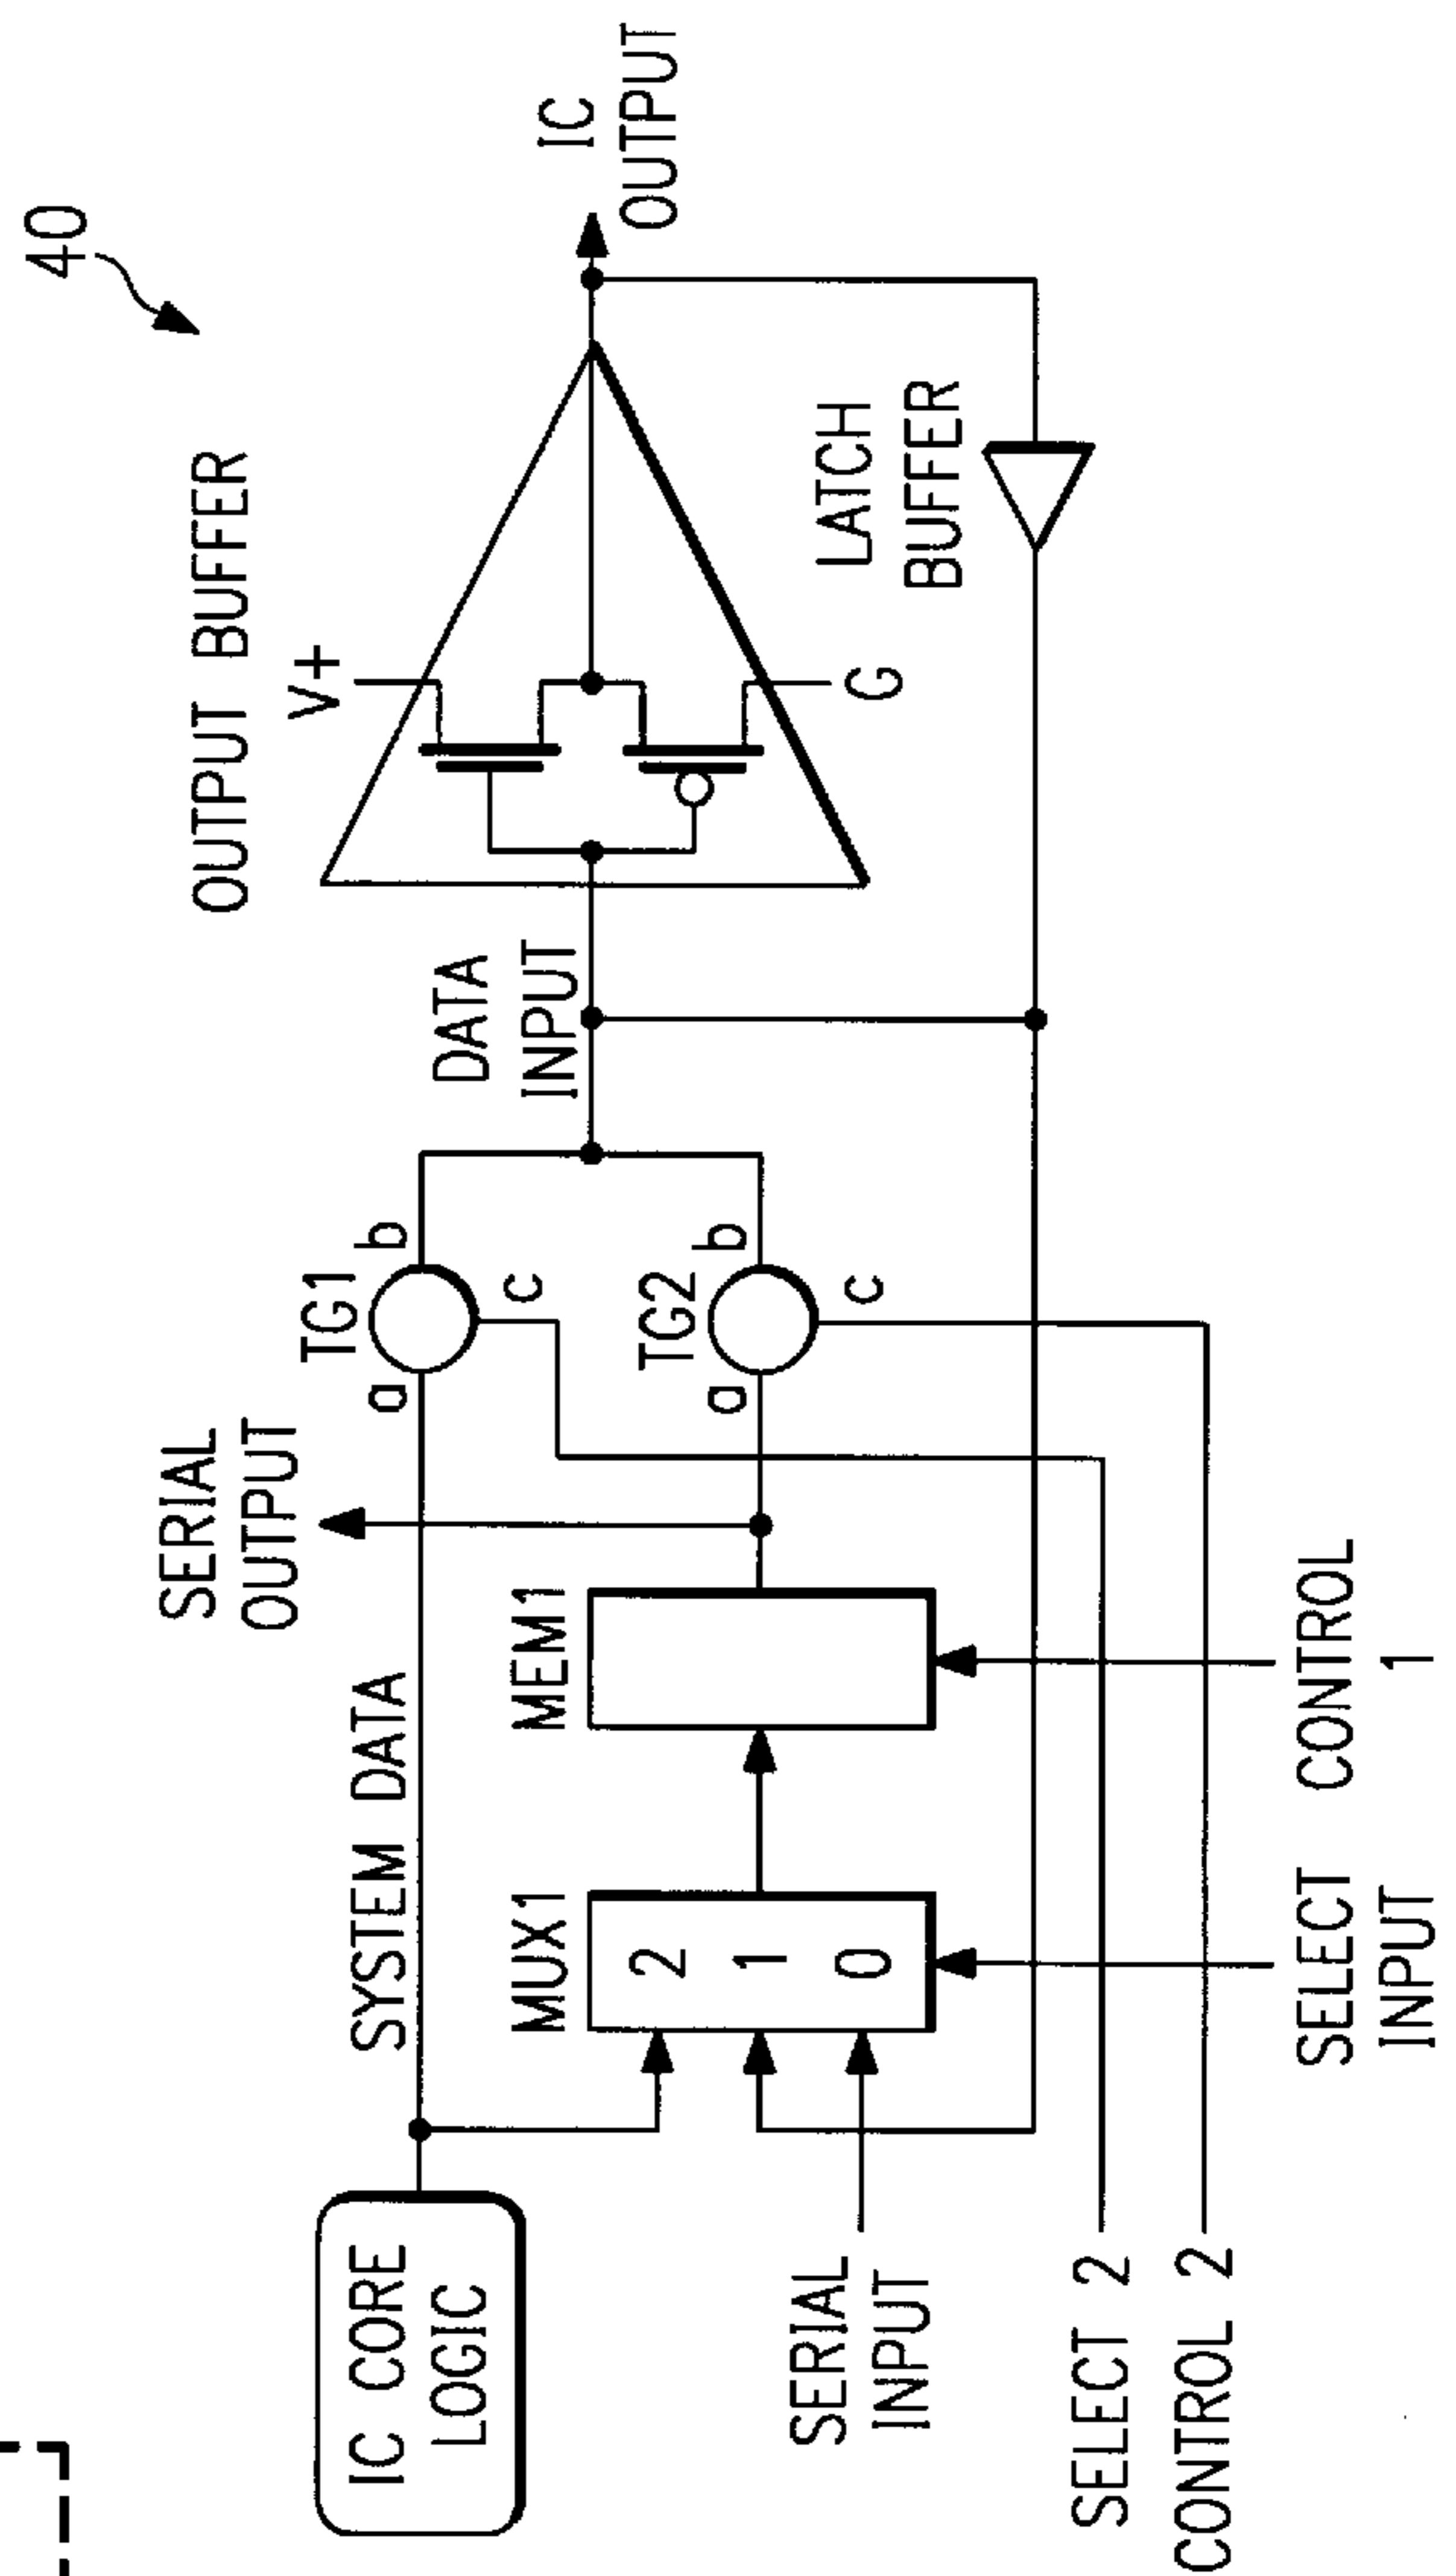 40
OUTPUT BUFFER
V+
IC
OUTPUT
SERIAL
OUTPUT
DATA
INPUT
TG1
a
b
c
TG2
a
b
c
G
LATCH
BUFFER
IC CORE
LOGIC
SYSTEM DATA
MUX1
2
1
0
MEM1
SERIAL
INPUT
SELECT 2
CONTROL 2
SELECT
INPUT
CONTROL
1